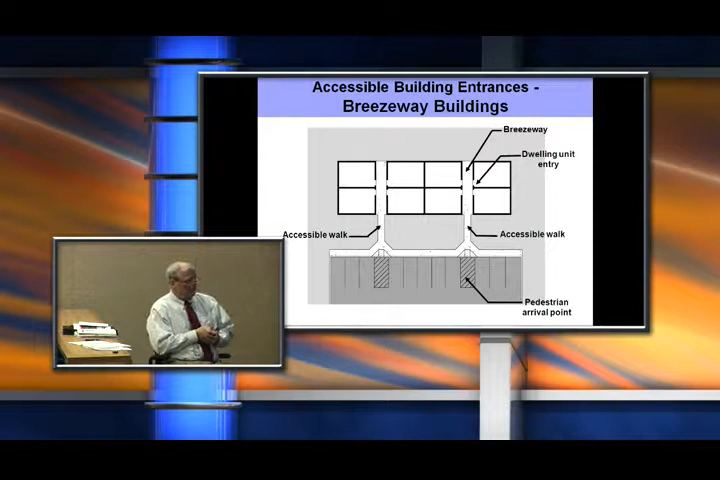 Accessible Building Entrances -
Breezeway Buildings
Breezeway
Dwelling unit
entry
Accessible walk
Accessible walk
Pedestrian
arrival point